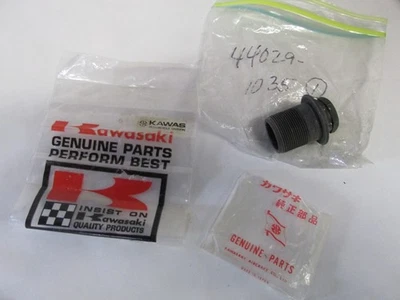 44029-
KAWAS
Kawasaki
GENUINE PARTS
PERFORM BEST
INSIST ON
Kawasaki
QUALITY PRODUCTS
カワサキ
純正部品
GENUINE-PARTS